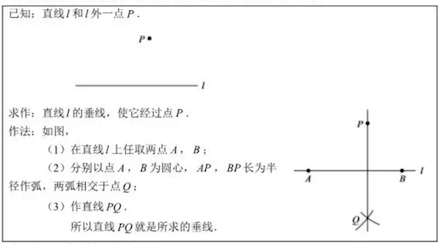 已知：直线l和l外一点P．
P
l
求作：直线l的垂线，使它经过点P．
作法：如图，
（1）在直线l上任取两点A，B；
（2）分别以点A，B为圆心，AP，BP长为半
径作弧，两弧相交于点Q；
（3）作直线PQ．
所以直线PQ就是所求的垂线．
P
A
B
l
Q